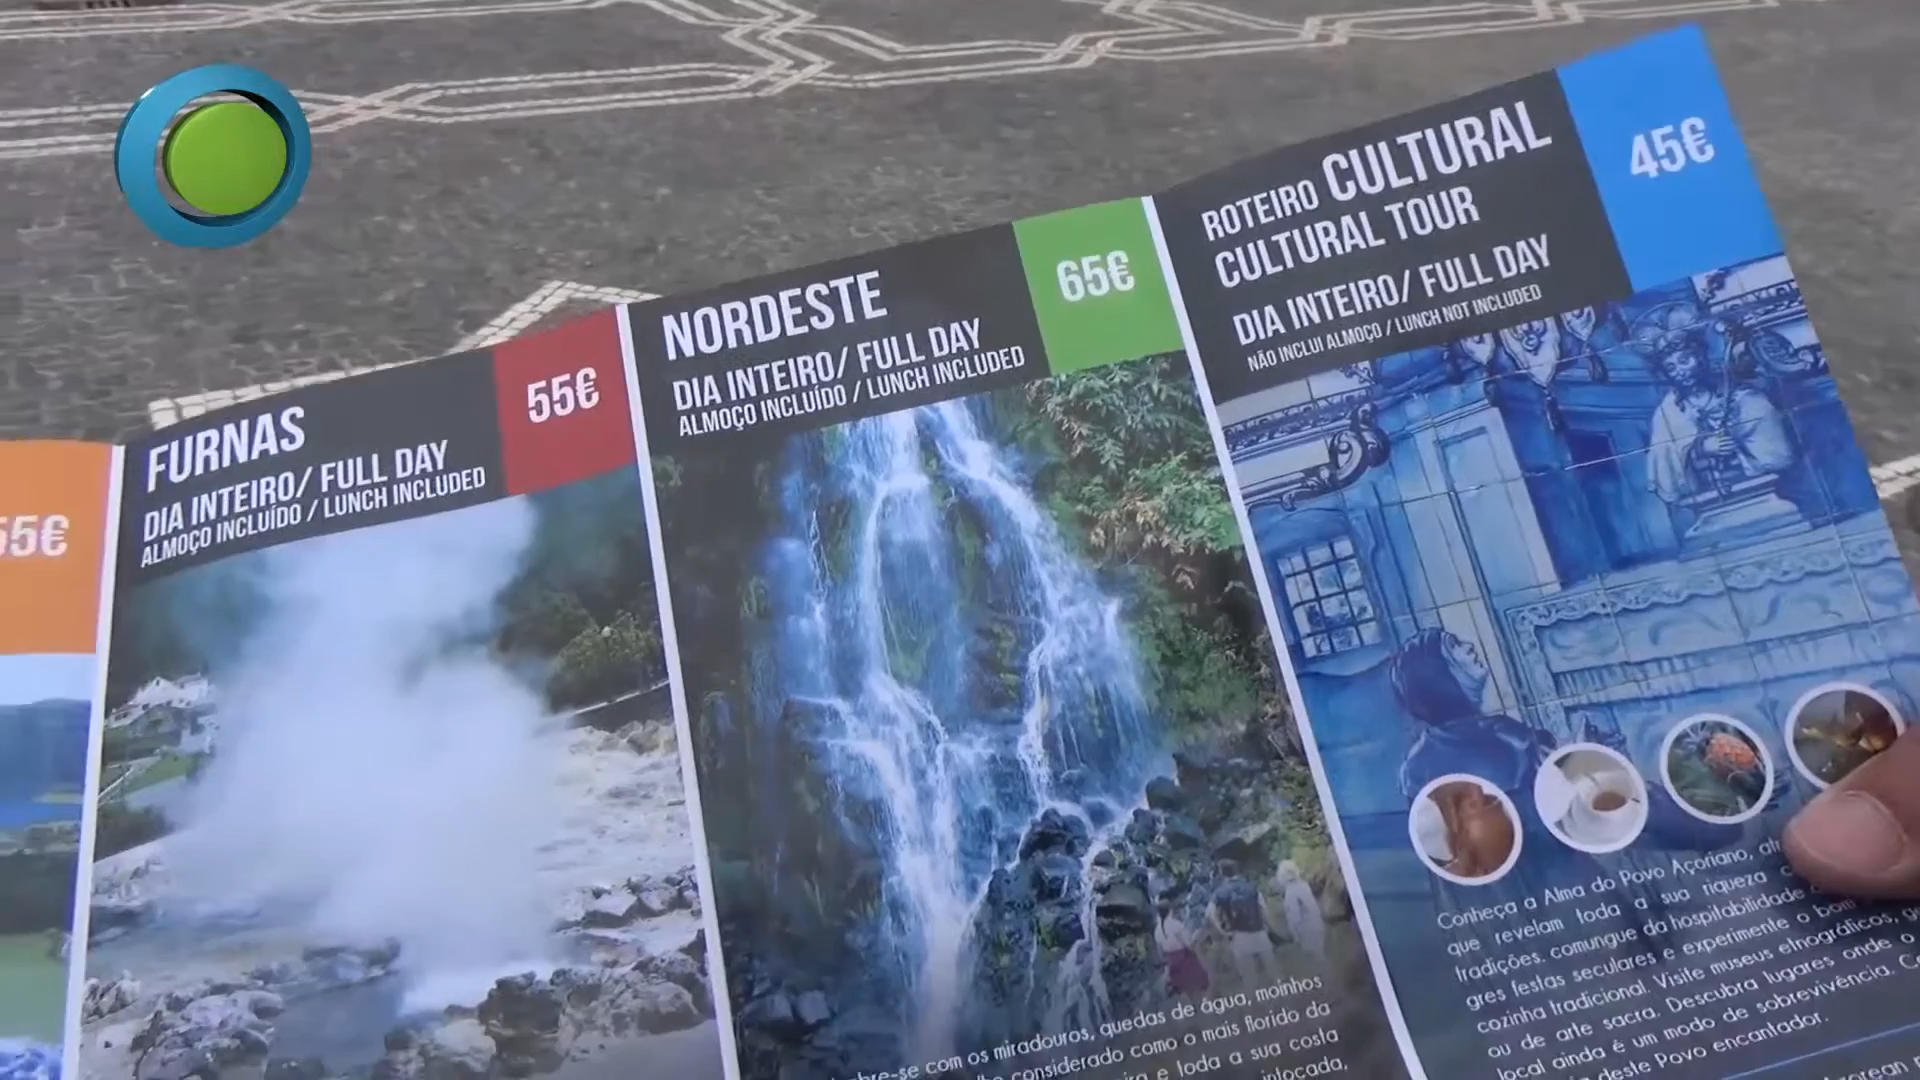 55€
FURNAS
DIA INTEIRO/ FULL DAY
ALMOÇO INCLUÍDO / LUNCH INCLUDED
55€
NORDESTE
DIA INTEIRO/ FULL DAY
ALMOÇO INCLUÍDO / LUNCH INCLUDED
65€
se com os miradouros, quedas de água, moinhos
considerado como o mais florido da
e toda a sua costa
intocada,
ROTEIRO CULTURAL
CULTURAL TOUR
DIA INTEIRO/ FULL DAY
NÃO INCLUI ALMOÇO / LUNCH NOT INCLUDED
45€
Conheça a Alma do Povo Açoriano,
que revelam toda a sua riqueza
tradições, comungue da hospitabilidade
gres festas seculares e experimente o bom
cozinha tradicional. Visite museus etnográficos,
ou de arte sacra. Descubra lugares onde o
local ainda é um modo de sobrevivência.
deste Povo encantador.